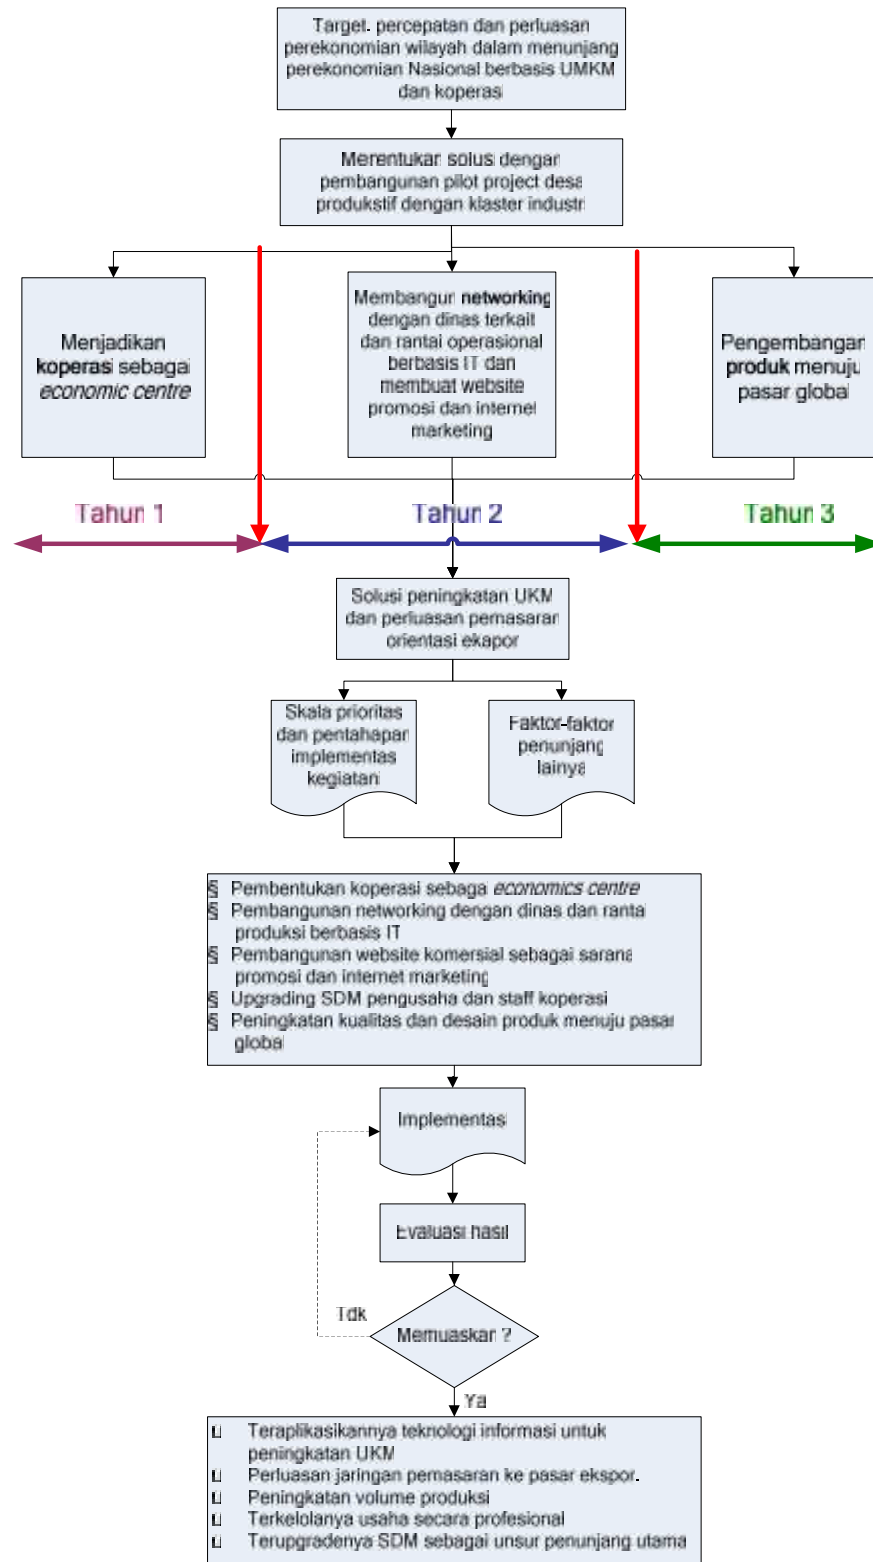 Target. percepatan dan perluasan
perekonomian wilayah dalam menunjang
perekonomian Nasional berbasis UMKM
dan koperasi
Menentukan solusi dengan
pembangunan pilot project desa
produkstif dengan klaster industri
Menjadikan
koperasi sebagai
economic centre
Membangun networking
dengan dinas terkait
dan rantai operasional
berbasis IT dan
membuat website
promosi dan internet
marketing
Pengembangan
produk menuju
pasar global
Tahun 1
Tahun 2
Tahun 3
Solusi peningkatan UKM
dan perluasan pemasaran
orientasi ekapor
Skala prioritas
dan pentahapan
implementasi
kegiatani
Faktor-faktor
penunjang
lainya
§ Pembentukan koperasi sebagai economics centre
§ Pembangunan networking dengan dinas dan rantai
produksi berbasis IT
§ Pembangunan website komersial sebagai sarana
promosi dan internet marketing
§ Upgrading SDM pengusaha dan staff koperasi
§ Peningkatan kualitas dan desain produk menuju pasar
global
Implementasi
Evaluasi hasil
Tdk
Memuaskan ?
Ya
Teraplikasikannya teknologi informasi untuk
peningkatan UKM
Perluasan jaringan pemasaran ke pasar ekspor.
Peningkatan volume produksi
Terkelolanya usaha secara profesional
Terupgradenya SDM sebagai unsur penunjang utama